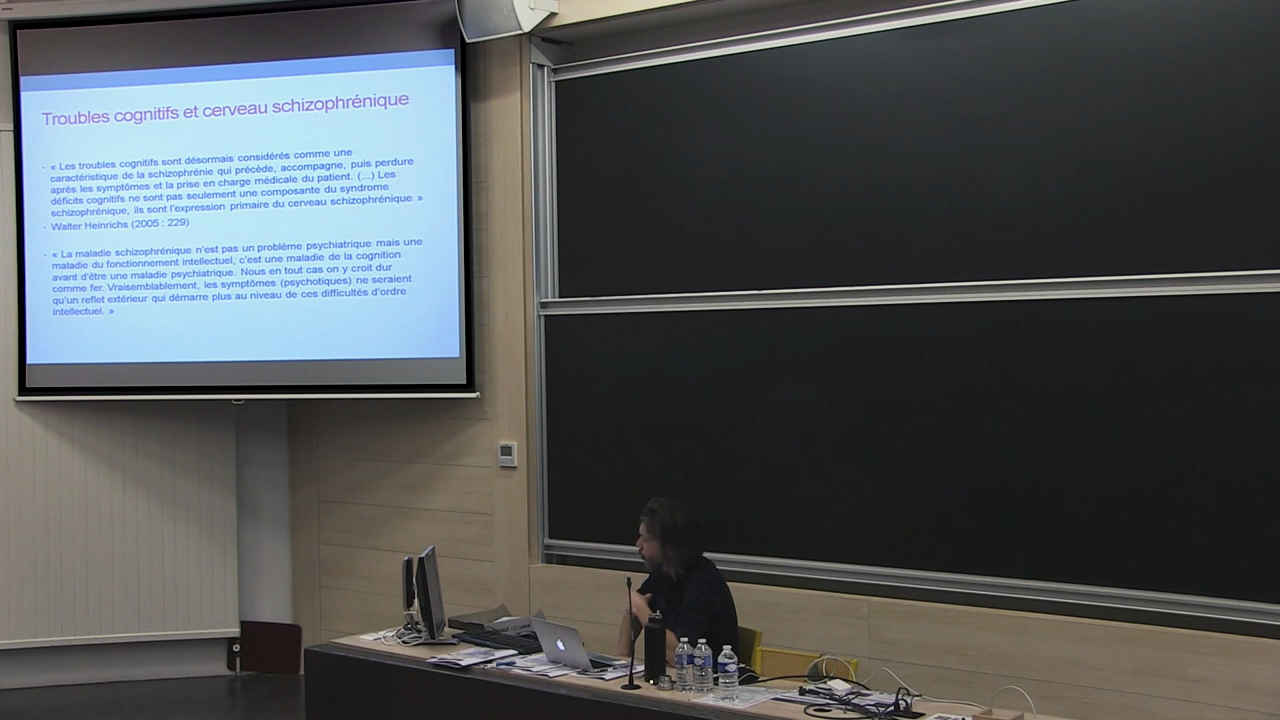 Troubles cognitifs et cerveau schizophrénique
- « Les troubles cognitifs sont désormais considérés comme une
caractéristique de la schizophrénie qui précède, accompagne, puis perdure
après les symptômes et la prise en charge médicale du patient. (...) Les
déficits cognitifs ne sont pas seulement une composante du syndrome
schizophrénique, ils sont l'expression primaire du cerveau schizophrénique »
- Walter Heinrichs (2005 : 229)
- « La maladie schizophrénique n'est pas un problème psychiatrique mais une
maladie du fonctionnement intellectuel, c'est une maladie de la cognition
avant d'être une maladie psychiatrique. Nous en tout cas on y croit dur
comme fer. Vraisemblablement, les symptômes (psychotiques) ne seraient
qu'un reflet extérieur qui démarre plus au niveau de ces difficultés d'ordre
intellectuel. »